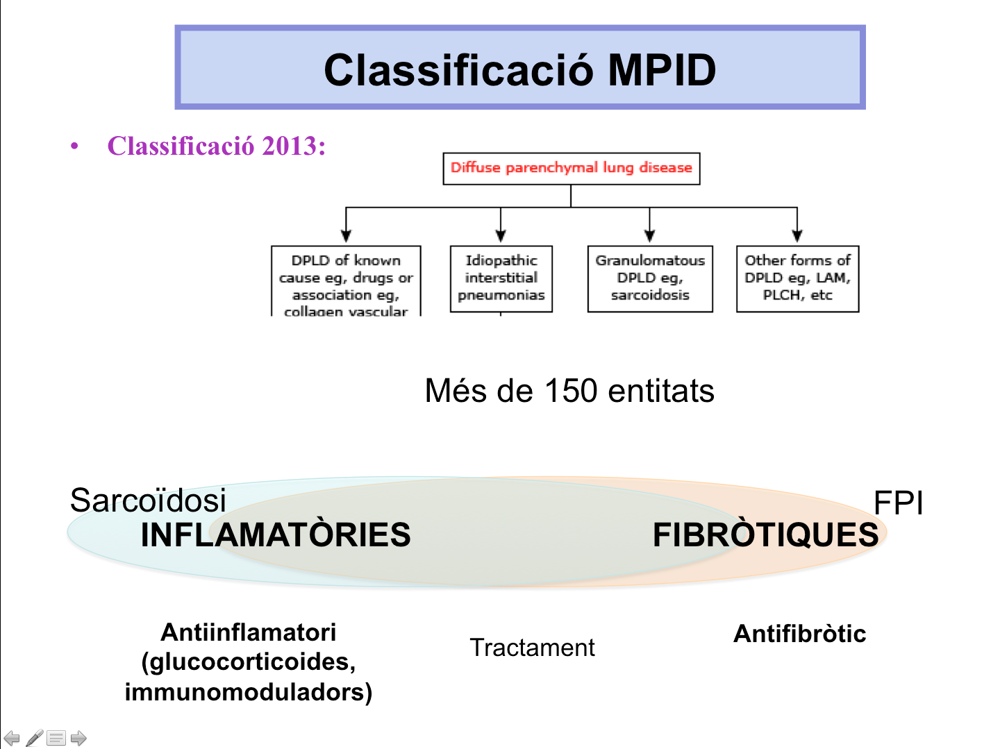 Classificació MPID
• Classificació 2013:
Diffuse parenchymal lung disease
DPLD of known
cause eg, drugs or
association eg,
collagen vascular
Idiopathic
interstitial
pneumonias
Granulomatous
DPLD eg,
sarcoidosis
Other forms of
DPLD eg, LAM,
PLCH, etc
Més de 150 entitats
Sarcoïdosi
FPI
INFLAMATÒRIES
FIBRÒTIQUES
Antiinflamatori
(glucocorticoides,
immunomoduladors)
Tractament
Antifibròtic